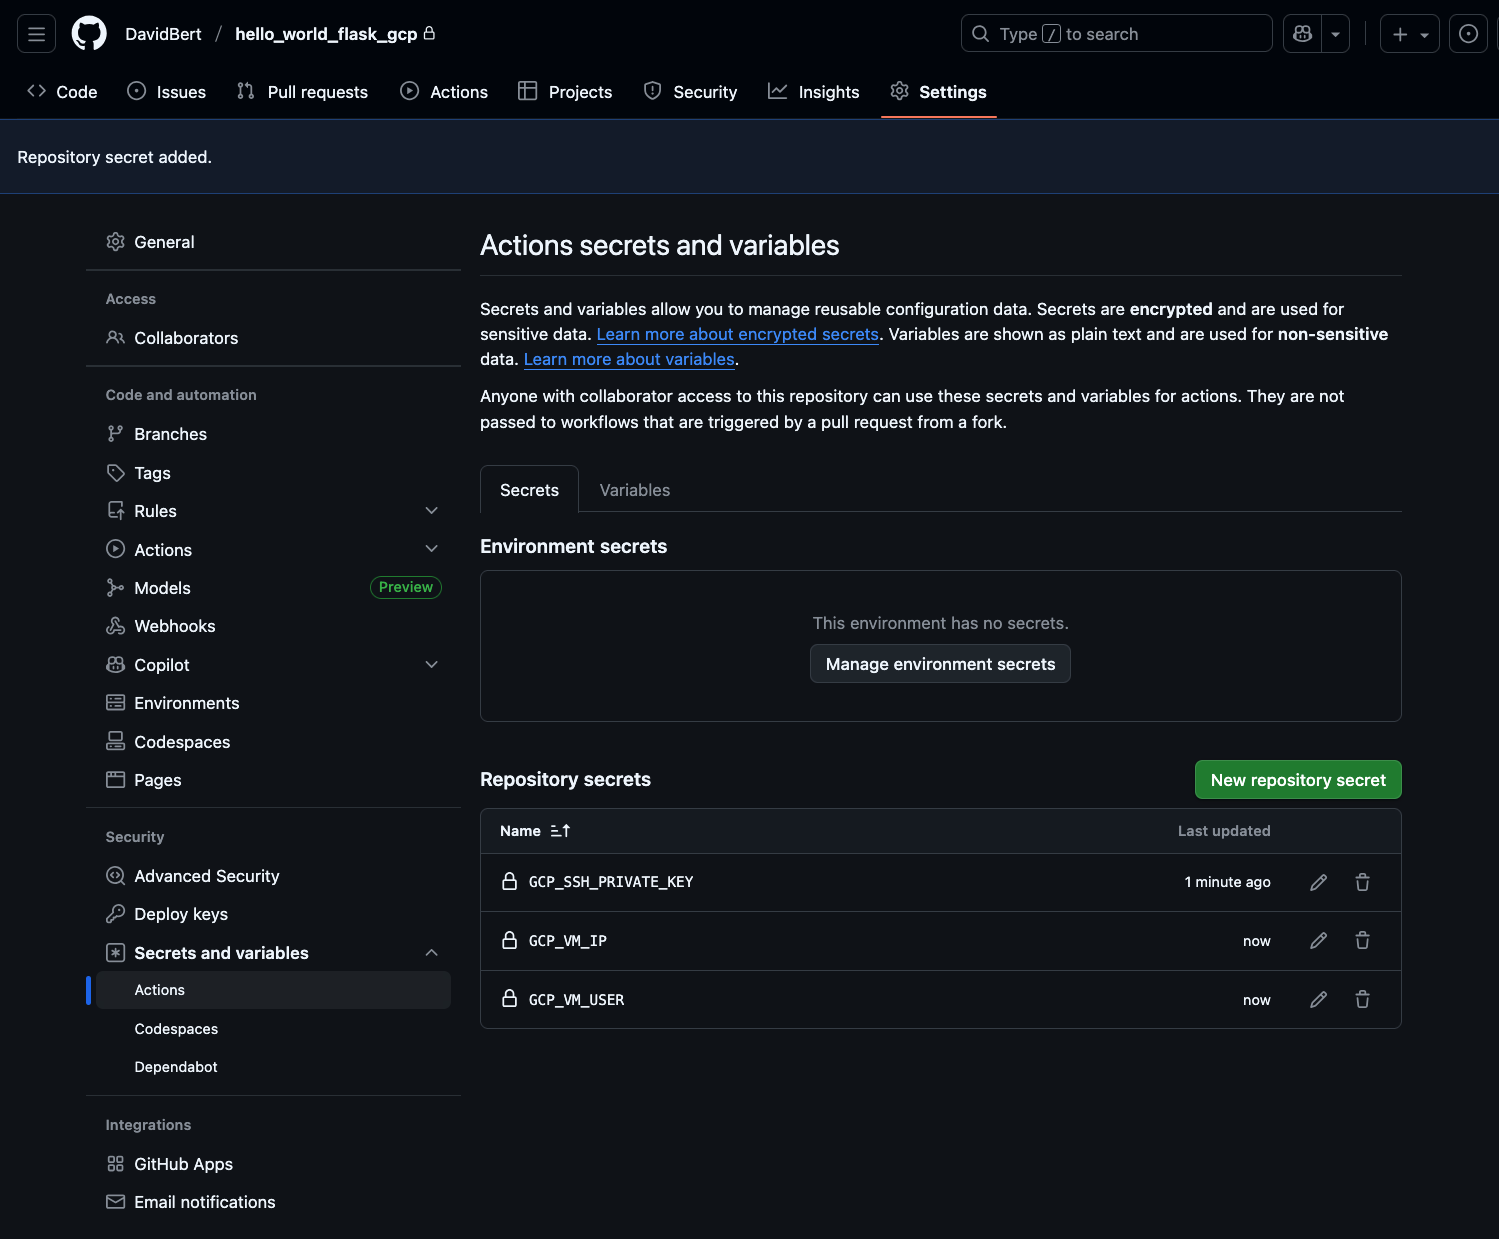 DavidBert / hello_world_flask_gcp
Type / to search
Code
Issues
Pull requests
Actions
Projects
Security
Insights
Settings
Repository secret added.
General
Access
Collaborators
Code and automation
Branches
Tags
Rules
Actions
Models Preview
Webhooks
Copilot
Environments
Codespaces
Pages
Security
Advanced Security
Deploy keys
Secrets and variables
Actions
Codespaces
Dependabot
Integrations
GitHub Apps
Email notifications
Actions secrets and variables
Secrets and variables allow you to manage reusable configuration data. Secrets are encrypted and are used for
sensitive data. Learn more about encrypted secrets. Variables are shown as plain text and are used for non-sensitive
data. Learn more about variables.
Anyone with collaborator access to this repository can use these secrets and variables for actions. They are not
passed to workflows that are triggered by a pull request from a fork.
Secrets
Variables
Environment secrets
This environment has no secrets.
Manage environment secrets
Repository secrets
New repository secret
Name Last updated
GCP_SSH_PRIVATE_KEY 1 minute ago
GCP_VM_IP now
GCP_VM_USER now